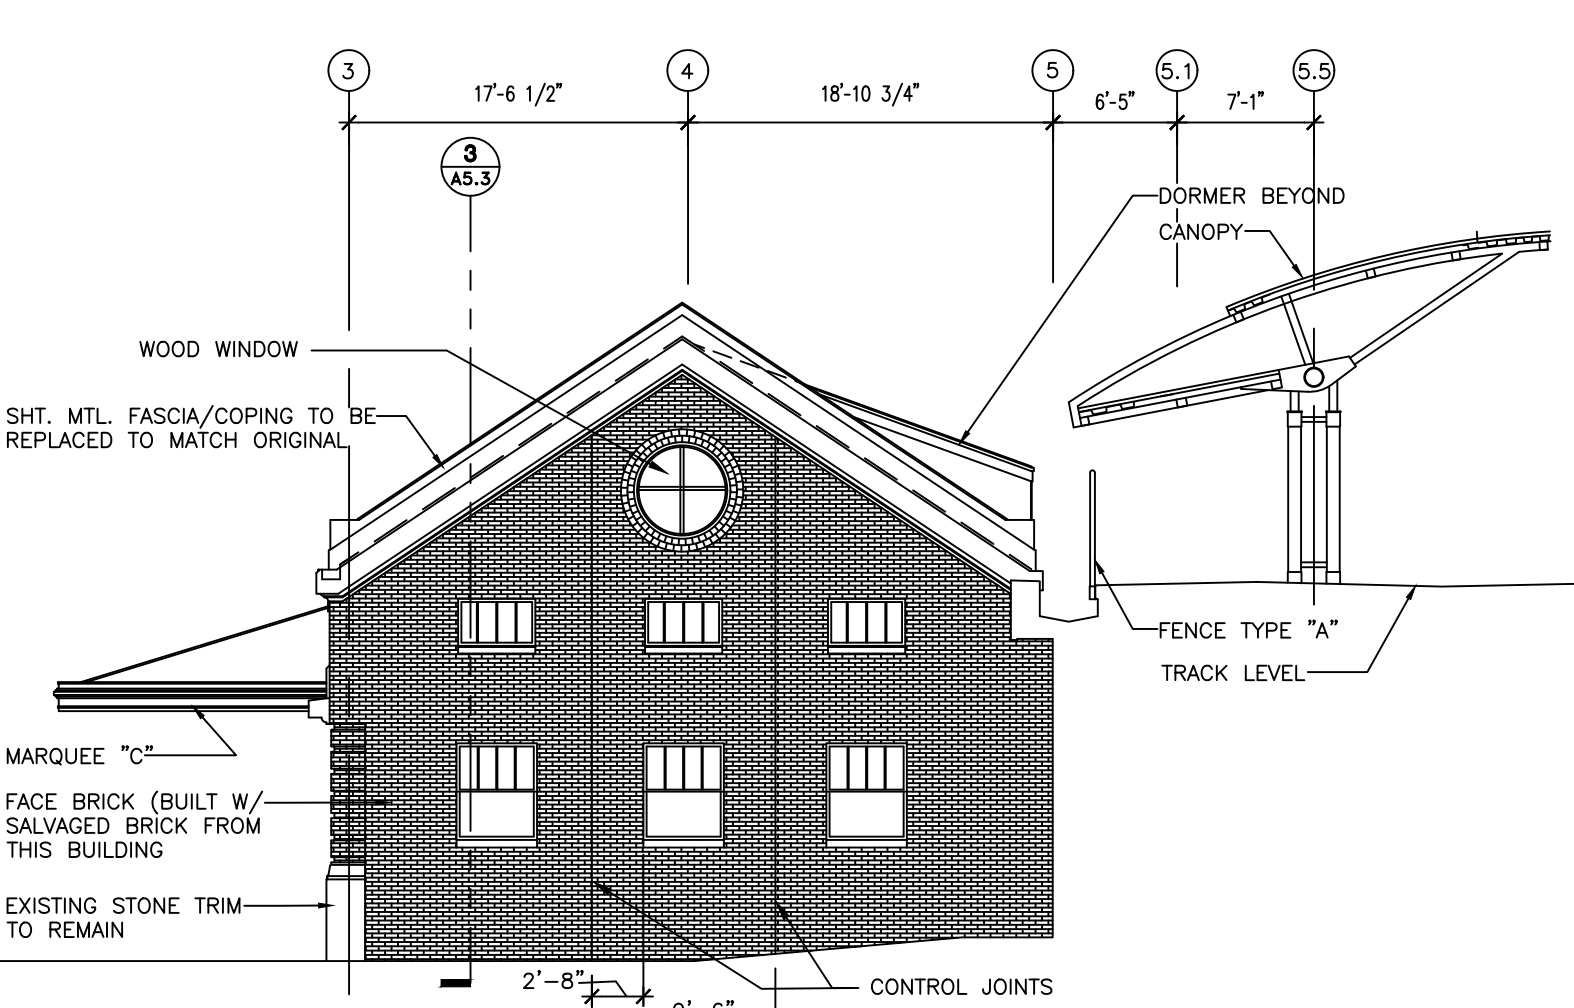 3
4
5
5.1
5.5
17'-6 1/2"
18'-10 3/4"
6'-5"
7'-1"
3
A5.3
DORMER BEYOND
CANOPY
WOOD WINDOW
SHT. MTL. FASCIA/COPING TO BE
REPLACED TO MATCH ORIGINAL
FENCE TYPE "A"
TRACK LEVEL
MARQUEE "C"
FACE BRICK (BUILT W/
SALVAGED BRICK FROM
THIS BUILDING
EXISTING STONE TRIM
TO REMAIN
2'-8"
CONTROL JOINTS